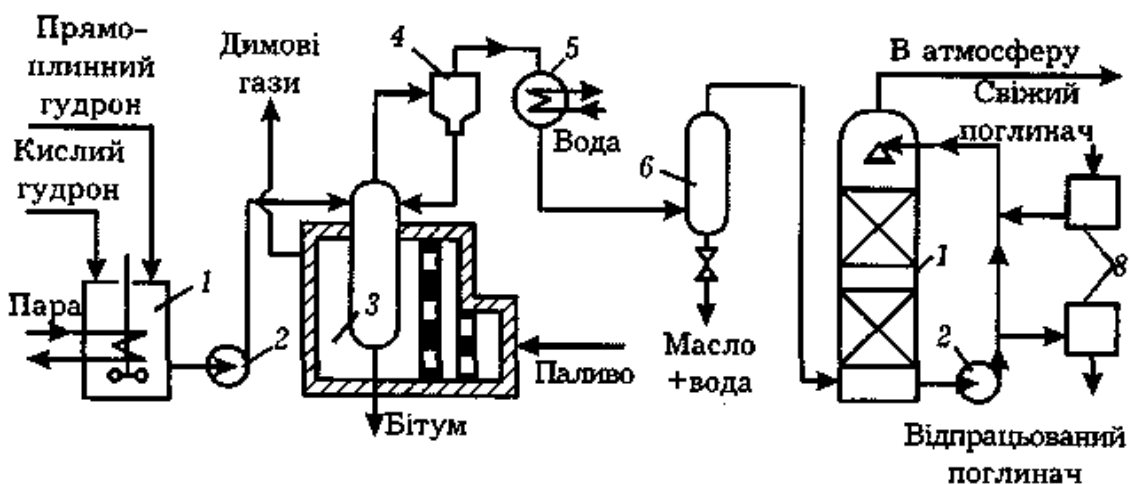 Прямо-
плинний
гудрон
Кислий
гудрон
Пара
1
2
Димові
гази
3
Бітум
Паливо
4
5
Вода
6
Масло
+вода
В атмосферу
Свіжий
поглинач
1
2
8
Відпрацьований
поглинач